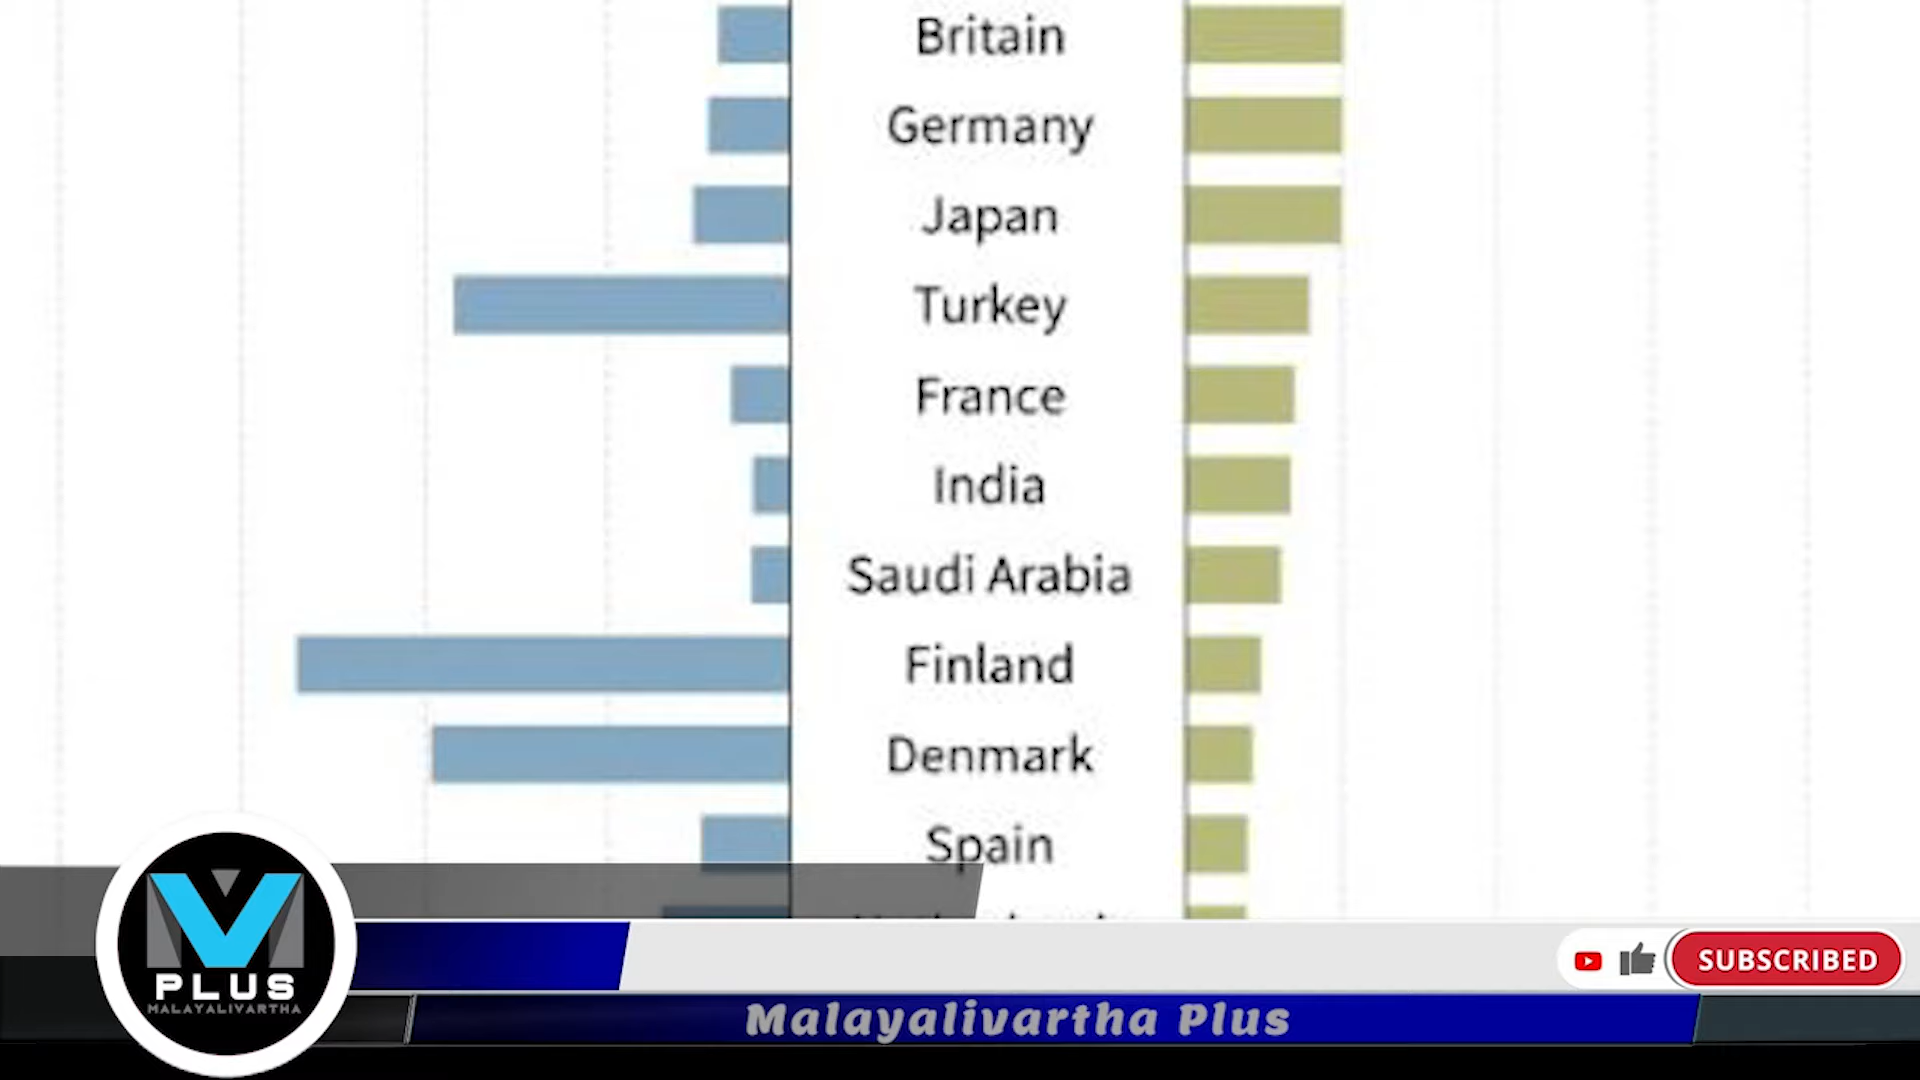 Britain
Germany
Japan
Turkey
France
India
Saudi Arabia
Finland
Denmark
Spain
PLUS
MALAYALIVARTHA
SUBSCRIBED
Malayalivartha Plus